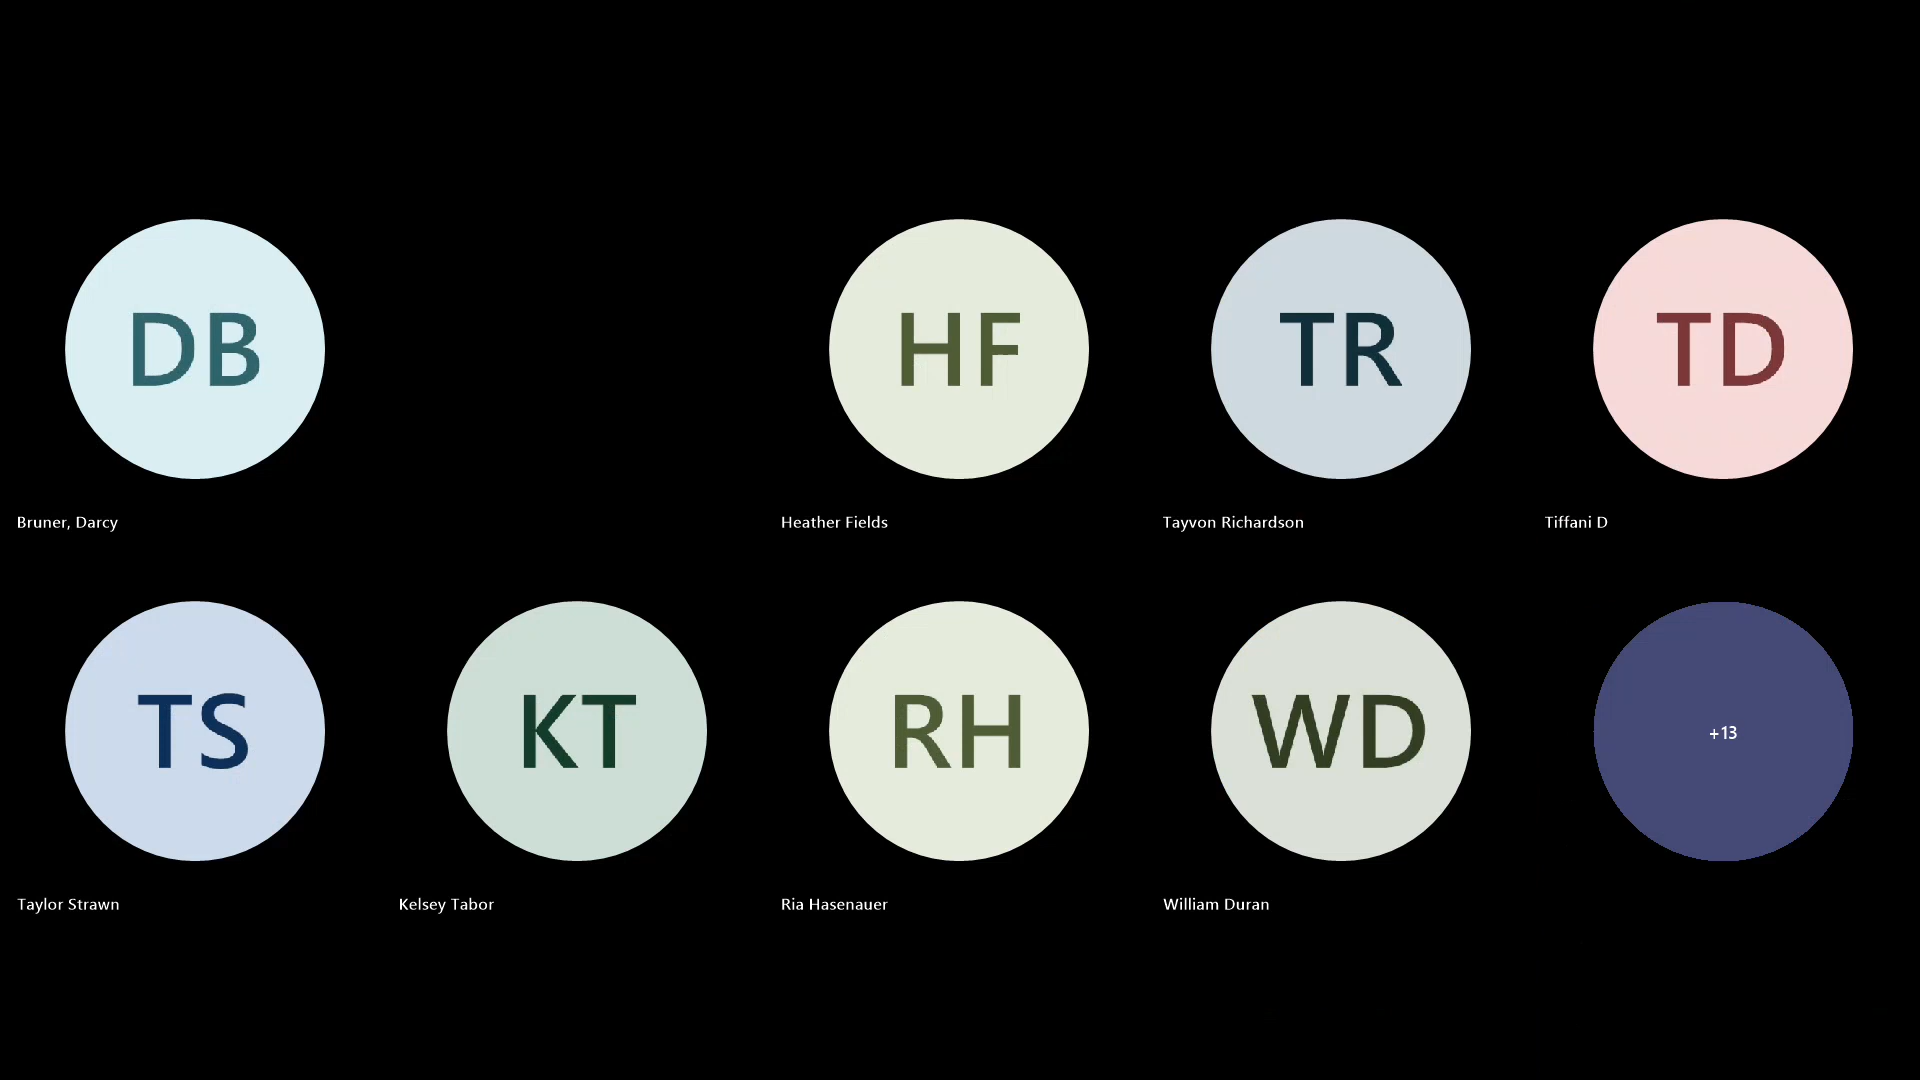 DB
HF
TR
TD
Bruner, Darcy
Heather Fields
Tayvon Richardson
Tiffani D
TS
KT
RH
WD
+13
Taylor Strawn
Kelsey Tabor
Ria Hasenauer
William Duran